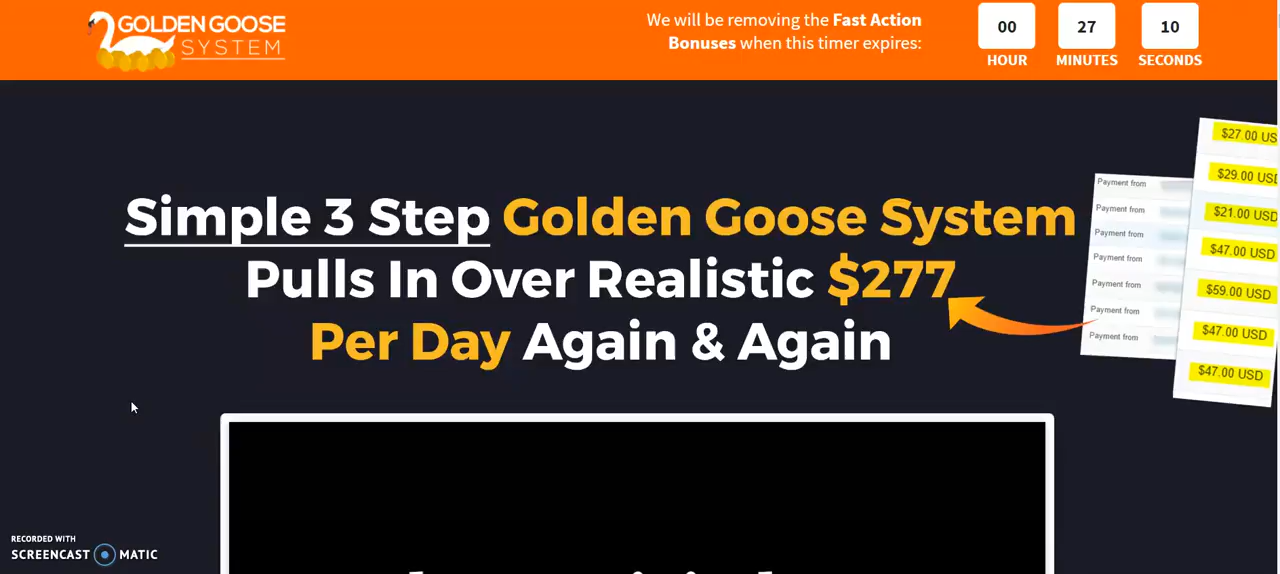 GOLDEN GOOSE
SYSTEM
We will be removing the Fast Action
Bonuses when this timer expires:
00
27
10
HOUR
MINUTES
SECONDS
Simple 3 Step Golden Goose System
Pulls In Over Realistic $277
Per Day Again & Again
Payment from
Payment from
Payment from
Payment from
Payment from
Payment from
Payment from
$27.00 US
$29.00 USD
$21.00 USD
$47.00 USD
$59.00 USD
$47.00 USD
$47.00 USD
RECORDED WITH
SCREENCAST MATIC